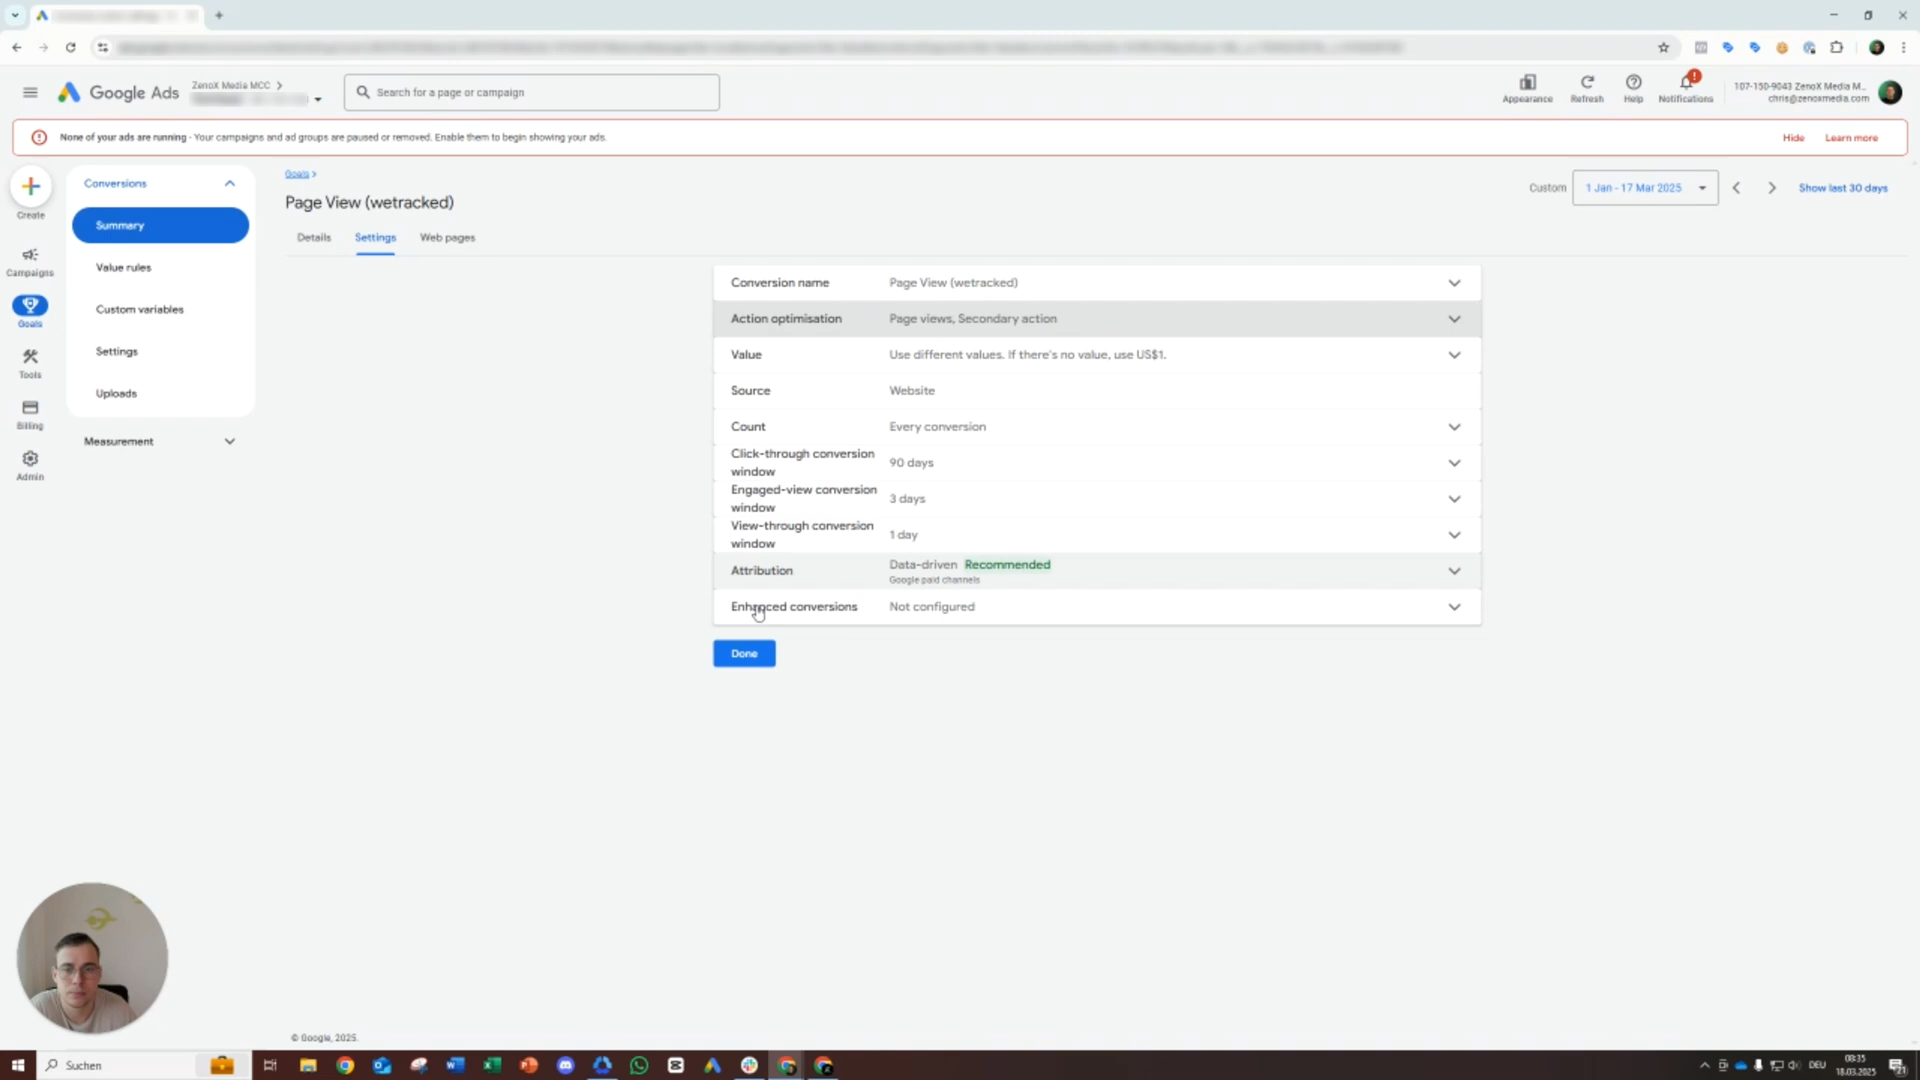 Google Ads
ZenoX Media MCC
Search for a page or campaign
Appearance
Refresh
Help
Notifications
107-150-9043 ZenoX Media M...
chris@zenoxmedia.com
None of your ads are running - Your campaigns and ad groups are paused or removed. Enable them to begin showing your ads.
Hide
Learn more
Create
Campaigns
Goals
Tools
Billing
Admin
Conversions
Summary
Value rules
Custom variables
Settings
Uploads
Measurement
Goals
Page View (wetracked)
Custom
1 Jan - 17 Mar 2025
Show last 30 days
Details
Settings
Web pages
Conversion name
Page View (wetracked)
Action optimisation
Page views, Secondary action
Value
Use different values. If there's no value, use US$1.
Source
Website
Count
Every conversion
Click-through conversion
window
90 days
Engaged-view conversion
window
3 days
View-through conversion
window
1 day
Attribution
Data-driven Recommended
Google paid channels
Enhanced conversions
Not configured
Done
© Google, 2025.
Suchen
DEU
08:35
18.03.2025